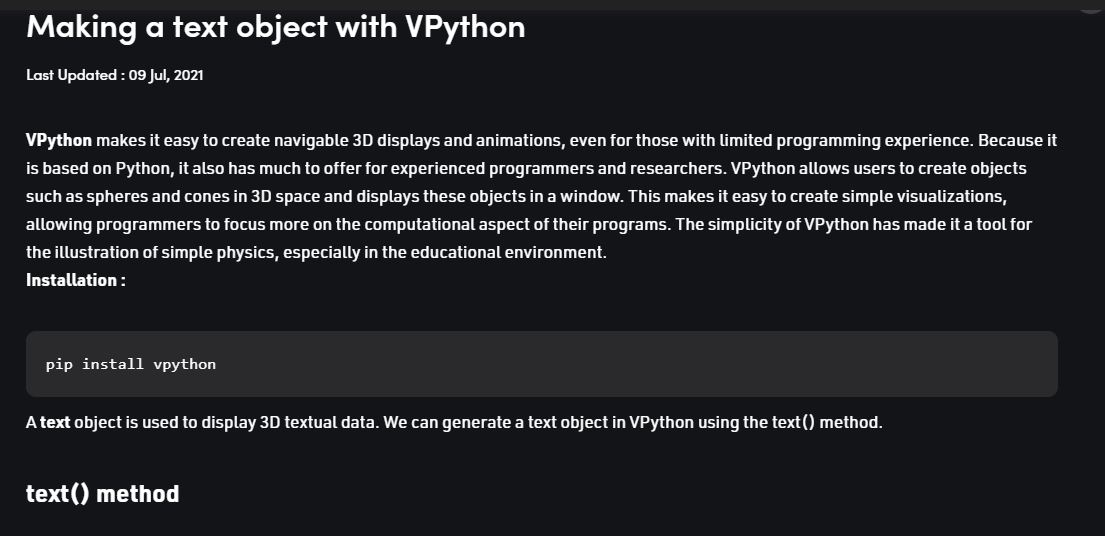 Making a text object with VPython
Last Updated : 09 Jul, 2021
VPython makes it easy to create navigable 3D displays and animations, even for those with limited programming experience. Because it
is based on Python, it also has much to offer for experienced programmers and researchers. VPython allows users to create objects
such as spheres and cones in 3D space and displays these objects in a window. This makes it easy to create simple visualizations,
allowing programmers to focus more on the computational aspect of their programs. The simplicity of VPython has made it a tool for
the illustration of simple physics, especially in the educational environment.
Installation :
pip install vpython
A text object is used to display 3D textual data. We can generate a text object in VPython using the text() method.
text() method